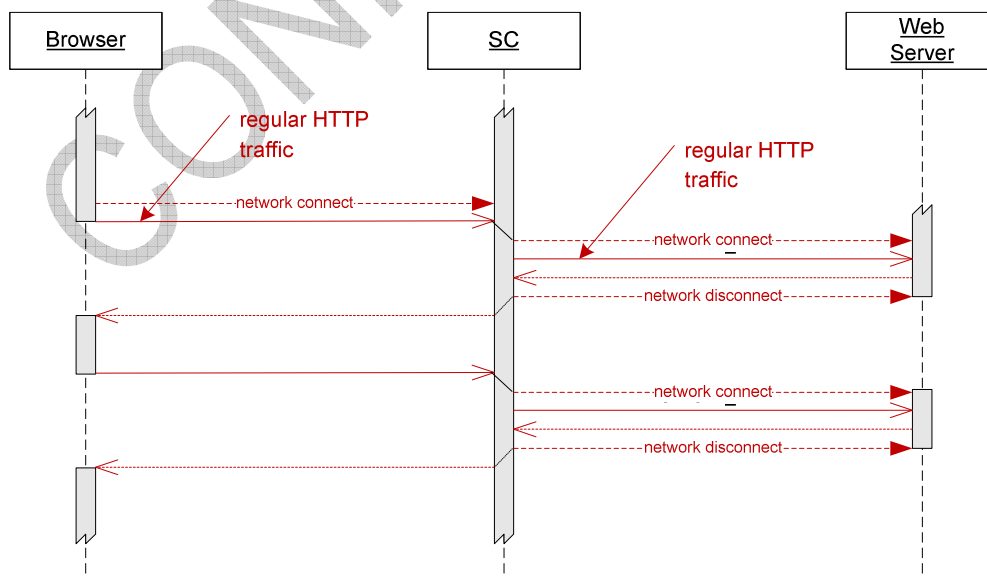 Browser
SC
Web
Server
regular HTTP
traffic
regular HTTP
traffic
network connect
network connect
network disconnect
network connect
network disconnect